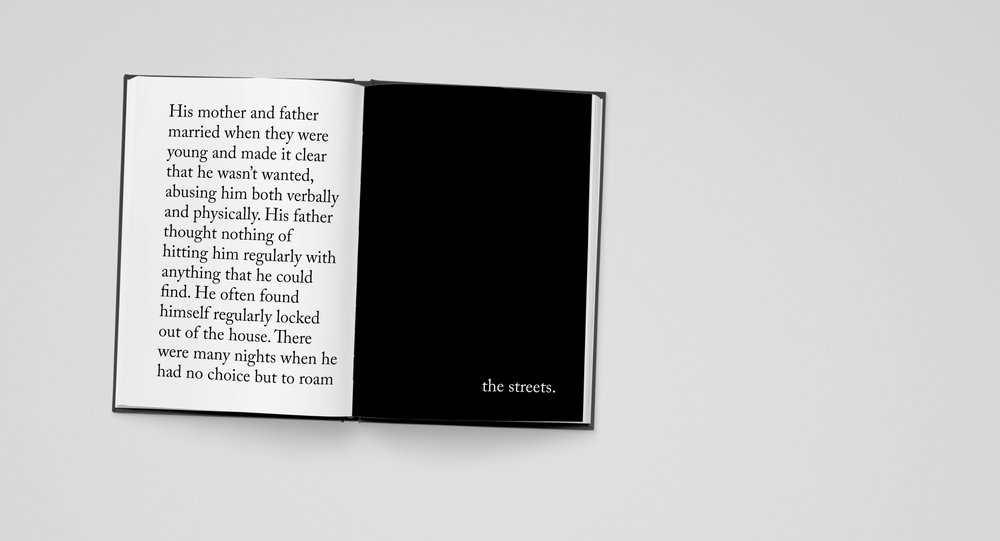 His mother and father
married when they were
young and made it clear
that he wasn't wanted,
abusing him both verbally
and physically. His father
thought nothing of
hitting him regularly with
anything that he could
find. He often found
himself regularly locked
out of the house. There
were many nights when he
had no choice but to roam
the streets.